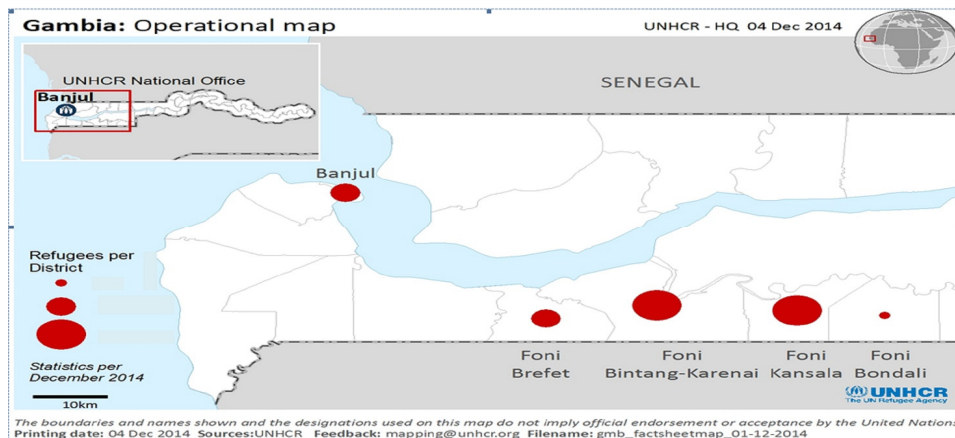 Gambia: Operational map
UNHCR - HQ 04 Dec 2014
UNHCR National Office
Banjul
SENEGAL
Banjul
Refugees per
District
Statistics per
December 2014
10km
Foni
Brefet
Foni
Bintang-Karenai
Foni
Kansala
Foni
Bondali
UNHCR
The UN Refugee Agency
The boundaries and names shown and the designations used on this map do not imply official endorsement or acceptance by the United Nations
Printing date: 04 Dec 2014 Sources:UNHCR Feedback: mapping@unhcr.org Filename: gmb_factsheetmap_01-12-2014